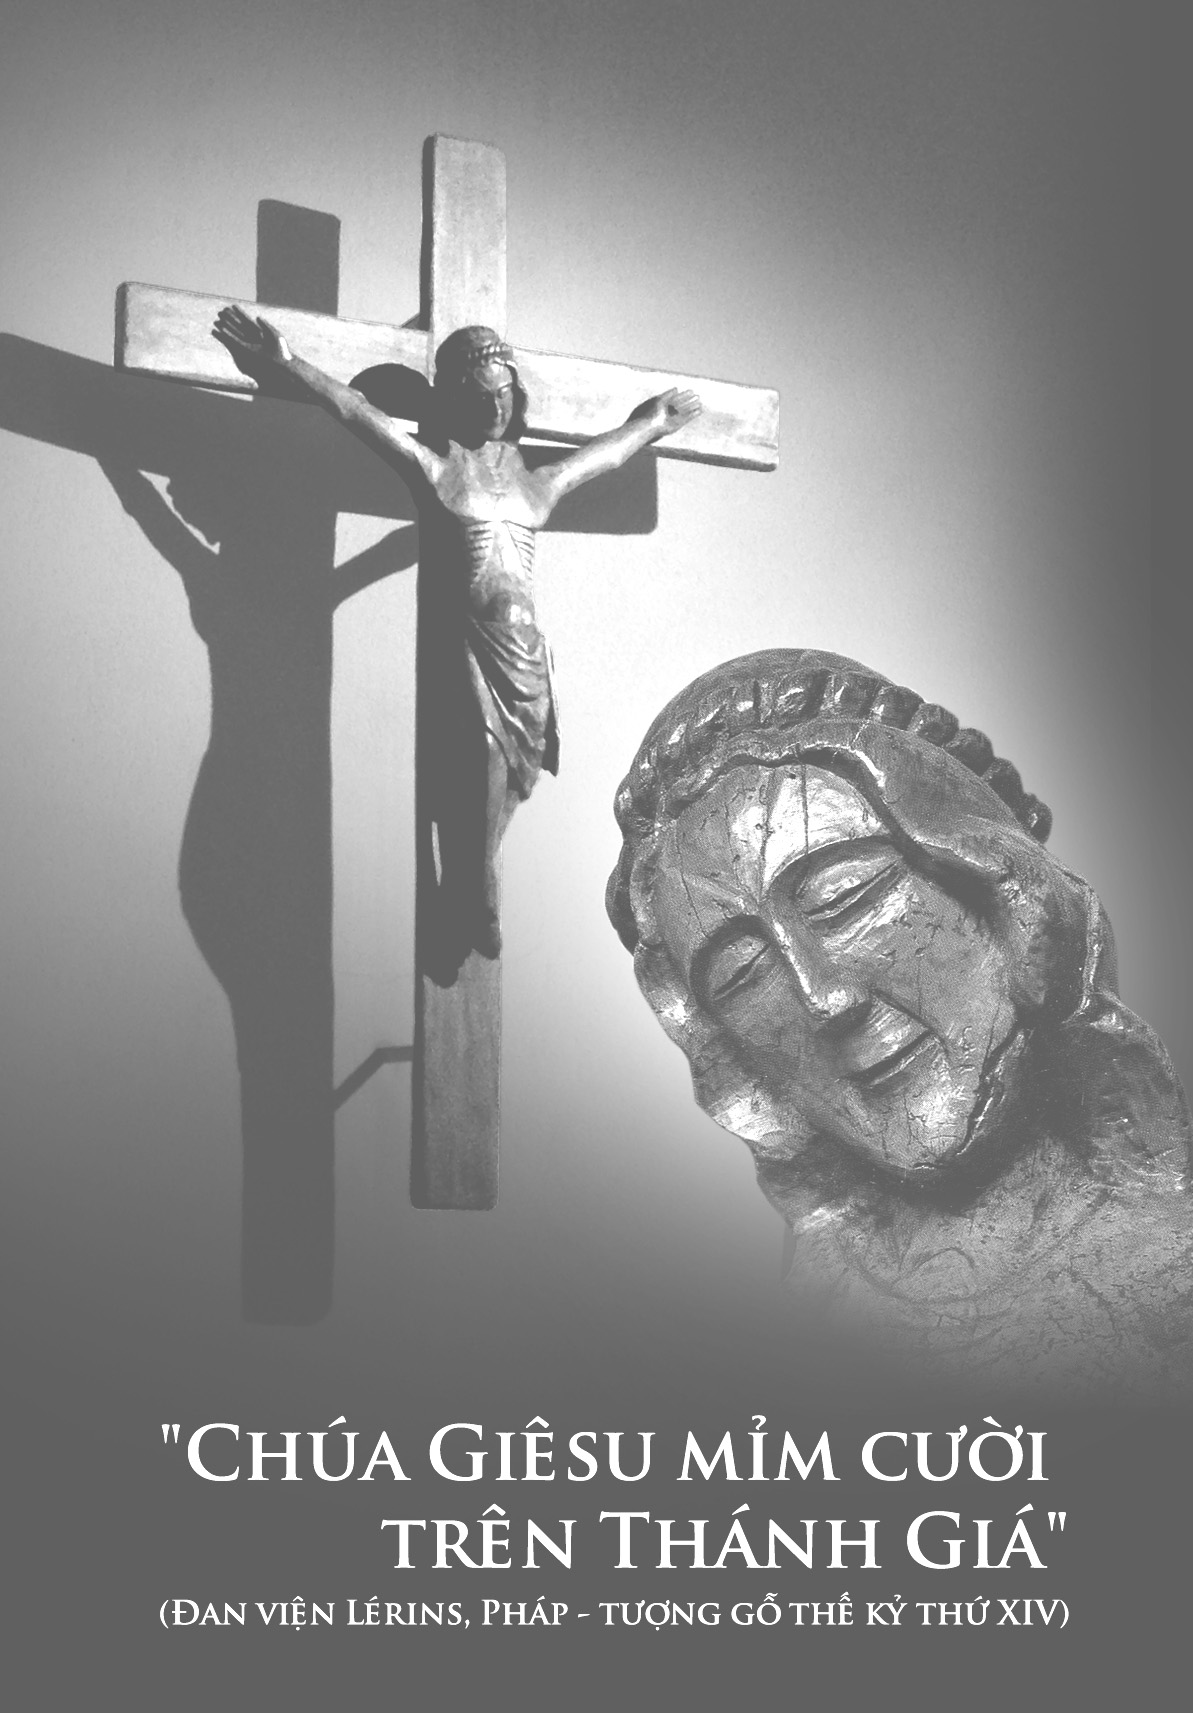 "Chúa Giêsu mỉm cười
trên Thánh Giá"
(Đan viện Lérins, Pháp - tượng gỗ thế kỷ thứ XIV)